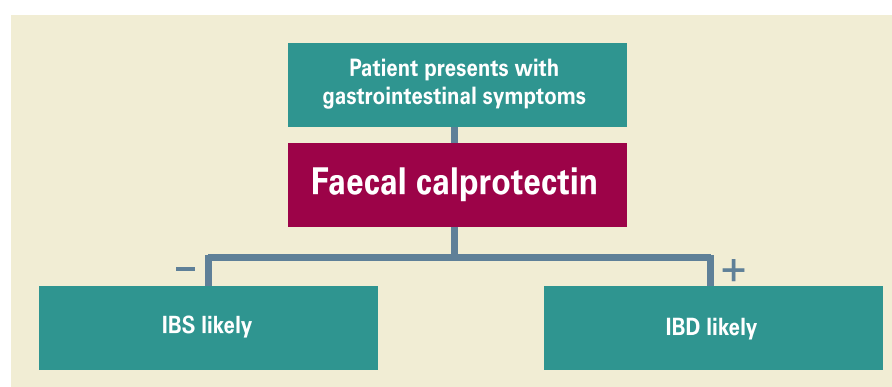 Patient presents with
gastrointestinal symptoms
Faecal calprotectin
– +
IBS likely
IBD likely